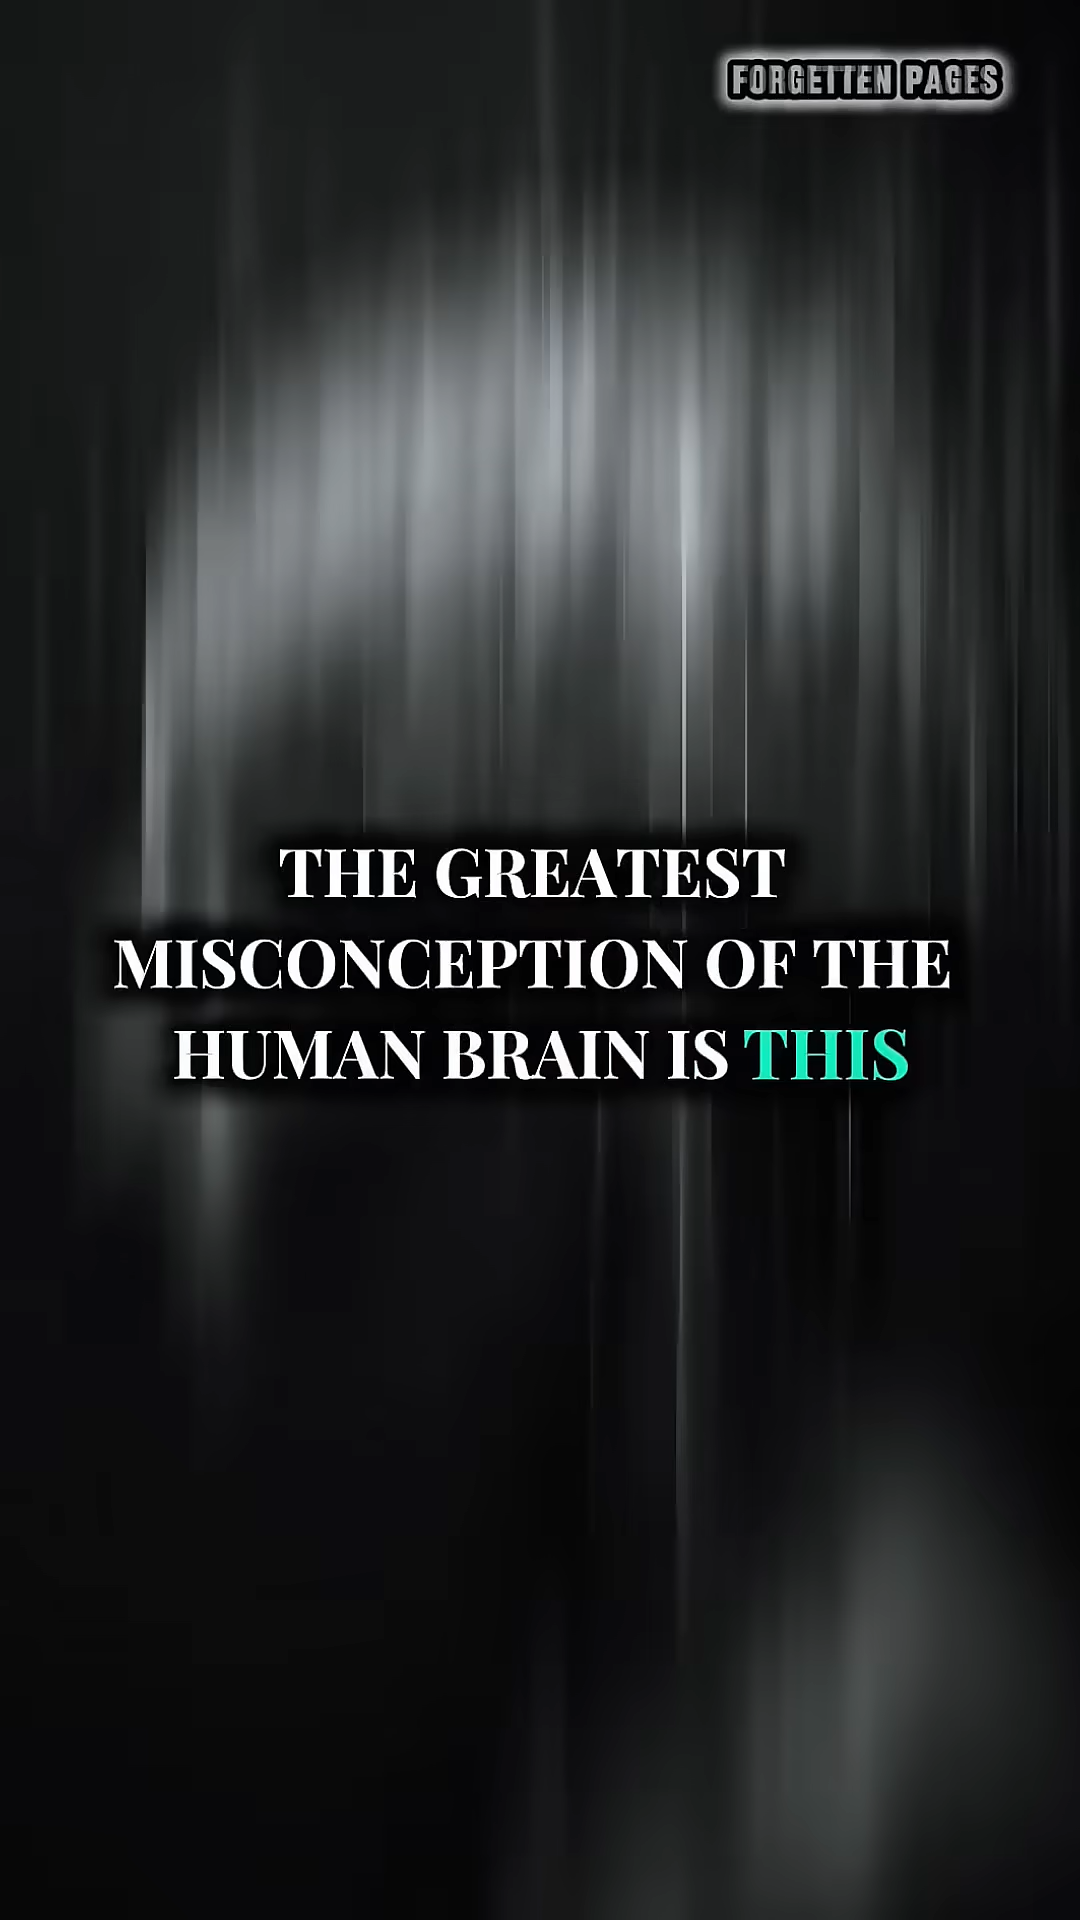 FORGETTEN PAGES
THE GREATEST
MISCONCEPTION OF THE
HUMAN BRAIN IS THIS